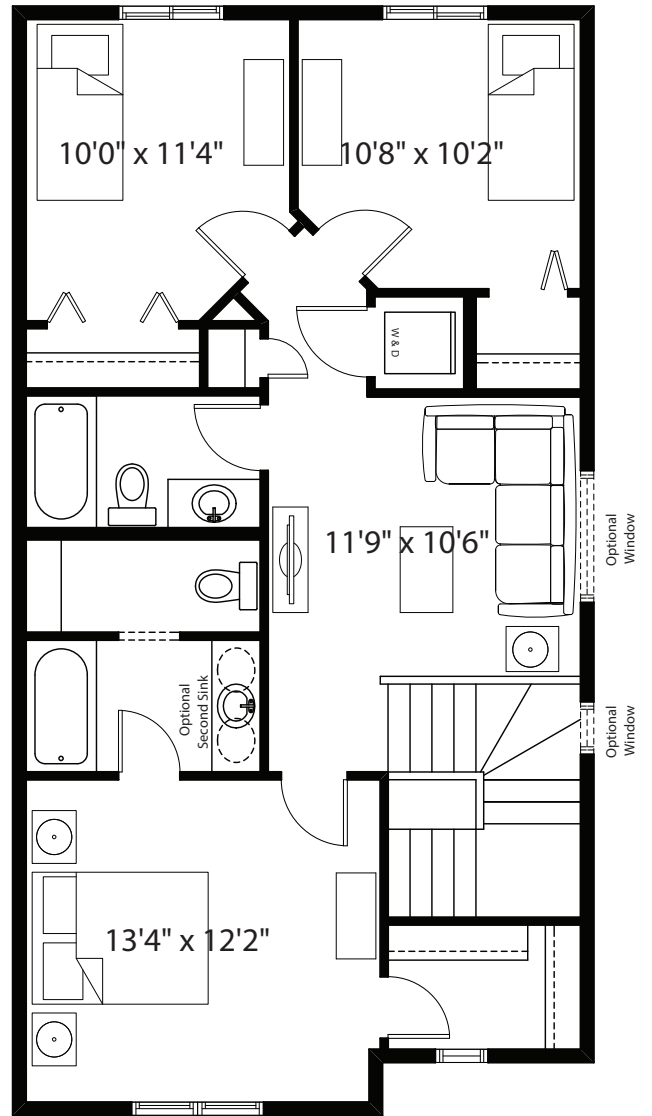 10'0" x 11'4"
10'8" x 10'2"
W & D
11'9" x 10'6"
Optional
Window
Optional
Second Sink
Optional
Window
13'4" x 12'2"